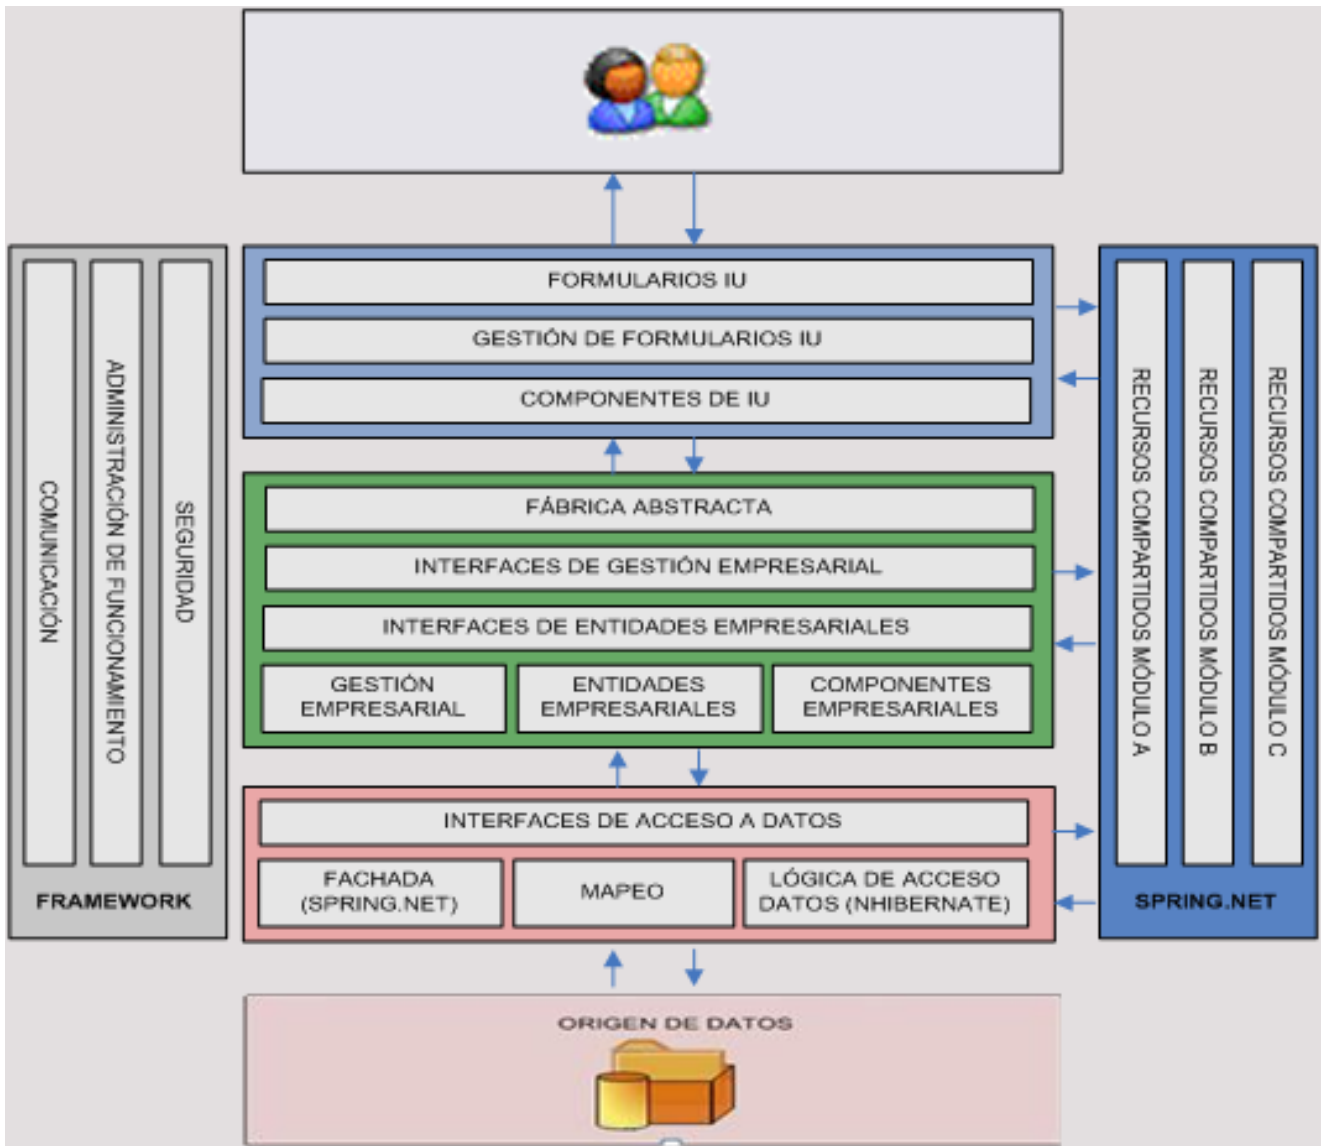 FORMULARIOS IU
GESTIÓN DE FORMULARIOS IU
COMPONENTES DE IU
FÁBRICA ABSTRACTA
INTERFACES DE GESTIÓN EMPRESARIAL
INTERFACES DE ENTIDADES EMPRESARIALES
GESTIÓN
EMPRESARIAL
ENTIDADES
EMPRESARIALES
COMPONENTES
EMPRESARIALES
INTERFACES DE ACCESO A DATOS
FACHADA
(SPRING.NET)
MAPEO
LÓGICA DE ACCESO
DATOS (NHIBERNATE)
ORIGEN DE DATOS
COMUNICACIÓN
ADMINISTRACIÓN DE FUNCIONAMIENTO
SEGURIDAD
FRAMEWORK
RECURSOS COMPARTIDOS MÓDULO A
RECURSOS COMPARTIDOS MÓDULO B
RECURSOS COMPARTIDOS MÓDULO C
SPRING.NET